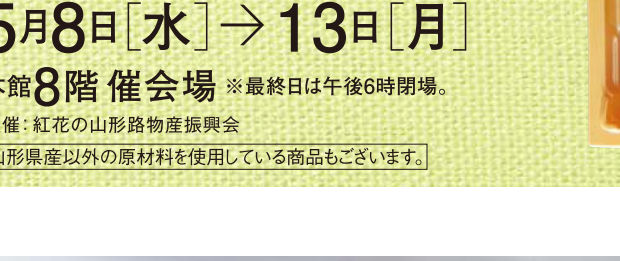 5月8日[水]→13日[月]
本館8階 催会場 ※最終日は午後6時閉場。
催：紅花の山形路物産振興会
山形県産以外の原材料を使用している商品もございます。